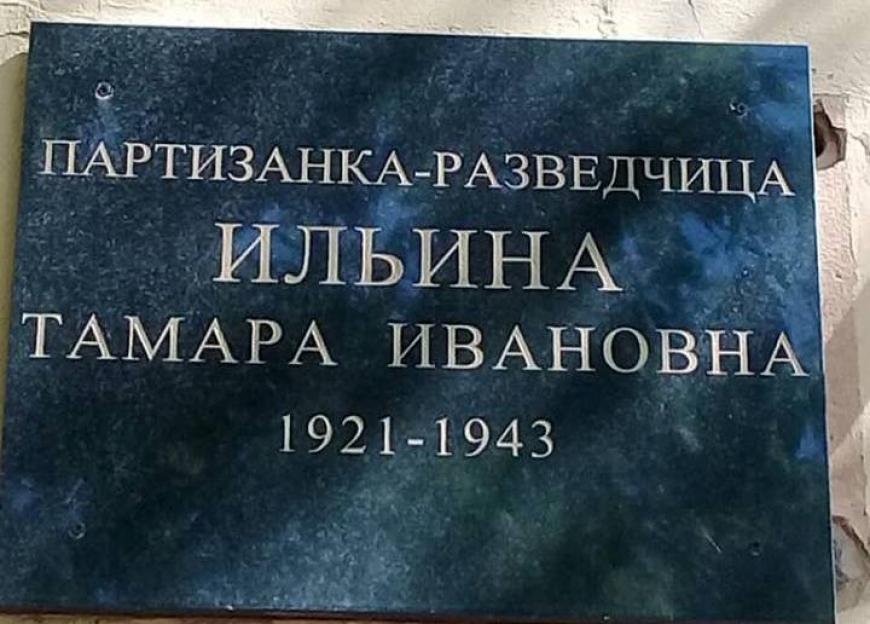 ПАРТИЗАНКА-РАЗВЕДЧИЦА
ИЛЬИНА
ТАМАРА ИВАНОВНА
1921-1943